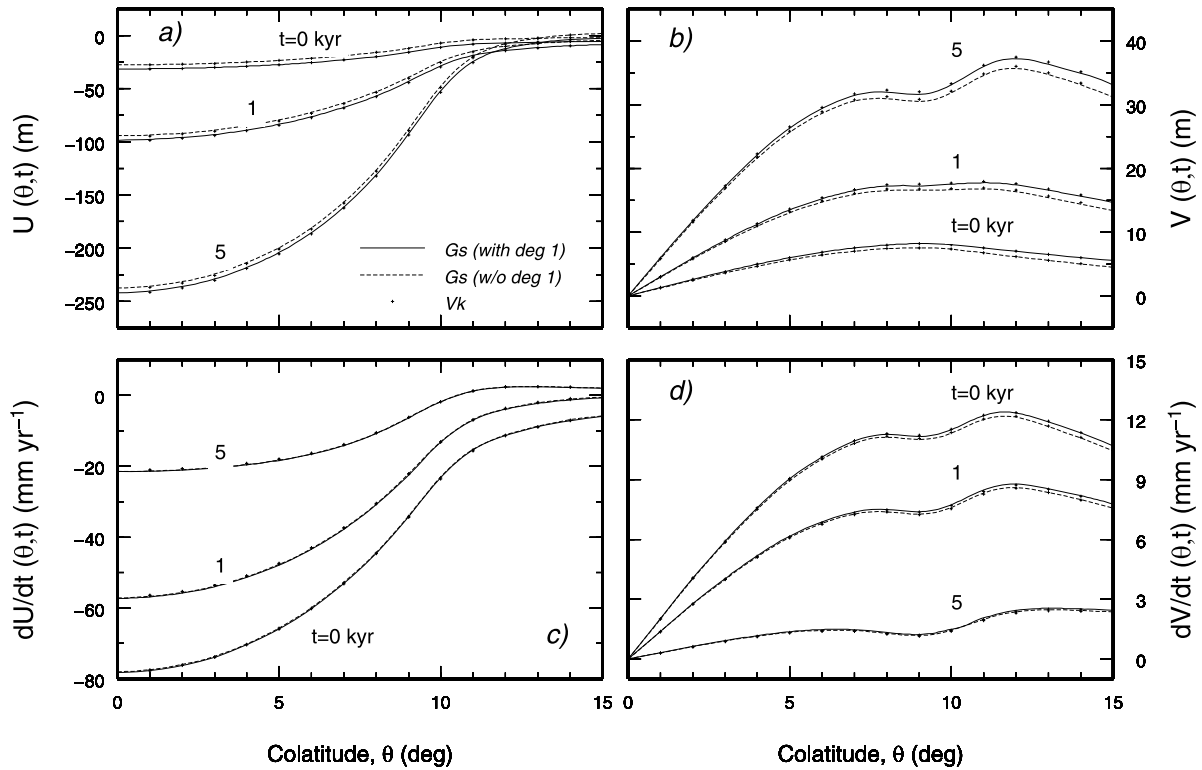 a)
t=0 kyr
1
5
Gs (with deg 1)
Gs (w/o deg 1)
Vk
0
−50
−100
−150
−200
−250
U (θ,t) (m)
b)
5
1
t=0 kyr
40
30
20
10
0
V (θ,t) (m)
5
1
t=0 kyr
c)
0
−20
−40
−60
−80
dU/dt (θ,t) (mm yr−1)
0 5 10 15
Colatitude, θ (deg)
d)
t=0 kyr
1
5
15
12
9
6
3
0
dV/dt (θ,t) (mm yr−1)
0 5 10 15
Colatitude, θ (deg)